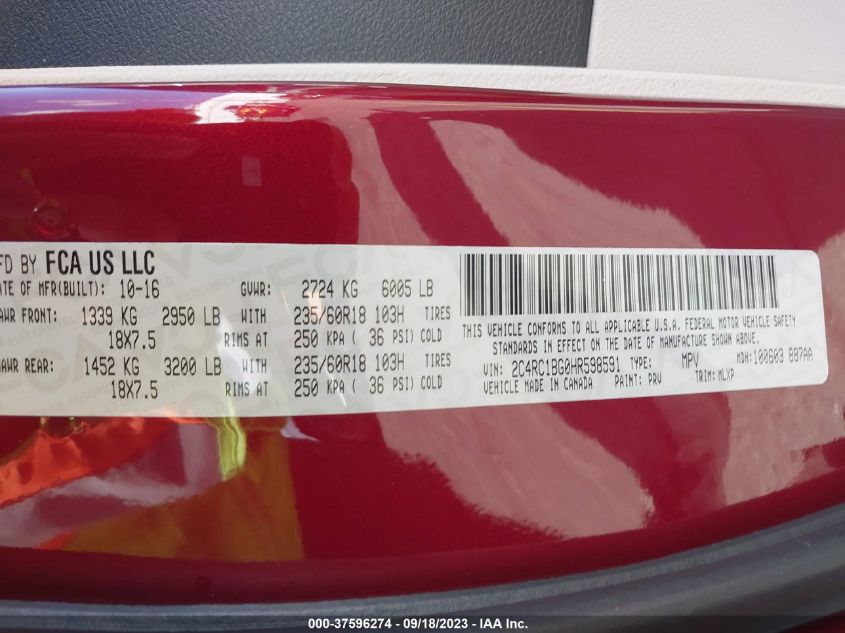 FD BY FCA US LLC
ATE OF MFR(BUILT): 10-16 GVWR: 2724 KG 6005 LB
AWR FRONT: 1339 KG 2950 LB WITH 235/60R18 103H TIRES
18X7.5 RIMS AT 250 KPA ( 36 PSI) COLD
AWR REAR: 1452 KG 3200 LB WITH 235/60R18 103H TIRES
18X7.5 RIMS AT 250 KPA ( 36 PSI) COLD
THIS VEHICLE CONFORMS TO ALL APPLICABLE U.S.A. FEDERAL MOTOR VEHICLE SAFETY
STANDARDS IN EFFECT ON THE DATE OF MANUFACTURE SHOWN ABOVE.
VIN: 2C4RC1BG0HR598591 TYPE: MPV MDH: 100603 887AA
VEHICLE MADE IN CANADA PAINT: PRV TRIM: MLXP
000-37596274 - 09/18/2023 - IAA Inc.